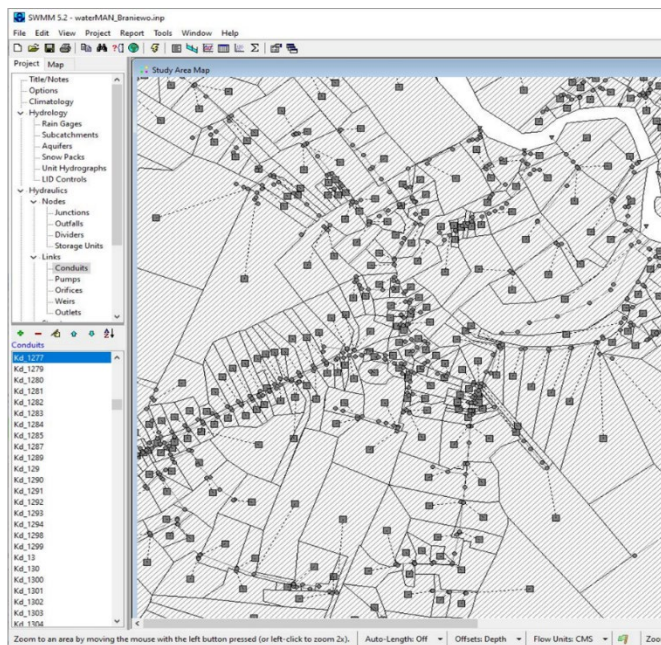 SWMM 5.2 - waterMAN_Braniewo.inp
File Edit View Project Report Tools Window Help
Project Map
Title/Notes
Options
Climatology
Hydrology
Rain Gages
Subcatchments
Aquifers
Snow Packs
Unit Hydrographs
LID Controls
Hydraulics
Nodes
Junctions
Outfalls
Dividers
Storage Units
Links
Conduits
Pumps
Orifices
Weirs
Outlets
Conduits
Kd_1277
Kd_1279
Kd_1280
Kd_1281
Kd_1282
Kd_1283
Kd_1284
Kd_1285
Kd_1287
Kd_1289
Kd_129
Kd_1290
Kd_1291
Kd_1292
Kd_1293
Kd_1294
Kd_1298
Kd_1299
Kd_13
Kd_130
Kd_1300
Kd_1301
Kd_1302
Kd_1303
Kd_1304
Study Area Map
Zoom to an area by moving the mouse with the left button pressed (or left-click to zoom 2x). Auto-Length: Off Offsets: Depth Flow Units: CMS Zoo